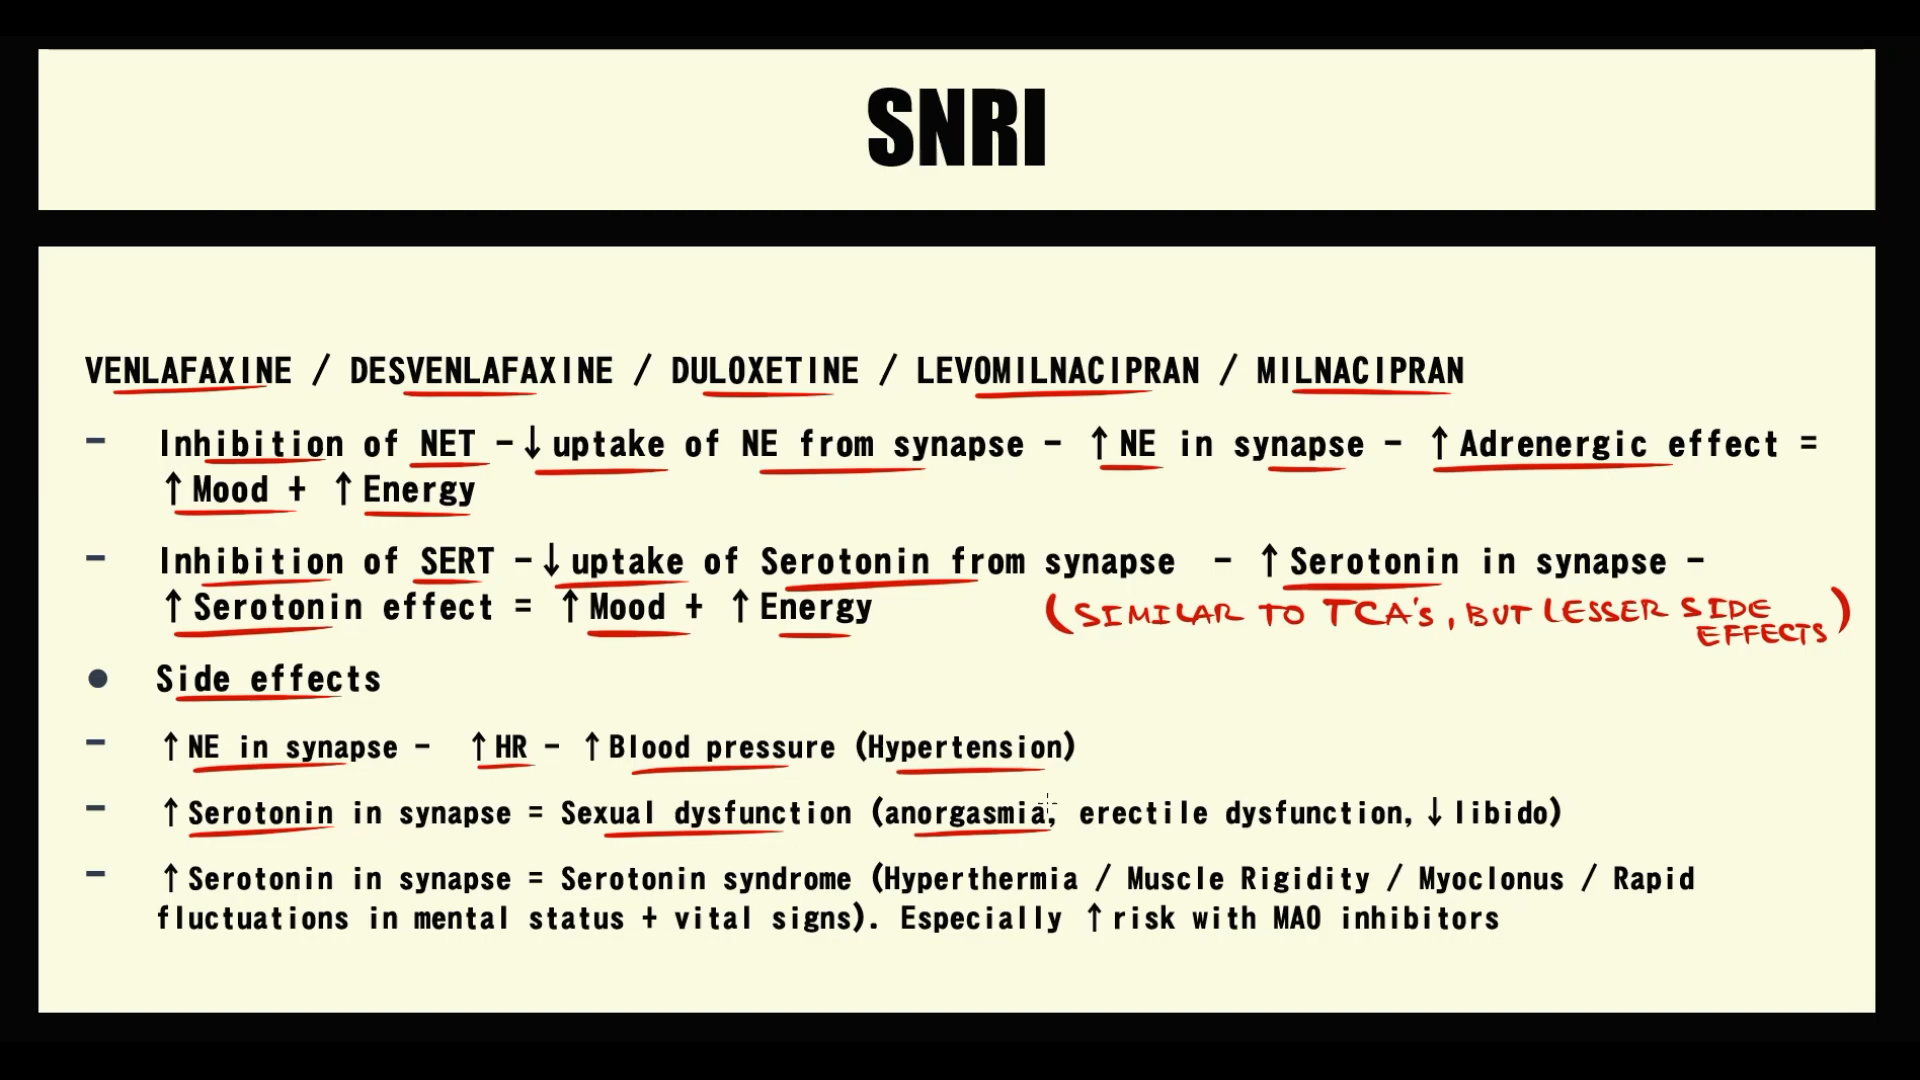 SNRI
VENLAFAXINE / DESVENLAFAXINE / DULOXETINE / LEVOMILNACIPRAN / MILNACIPRAN
- Inhibition of NET -↓uptake of NE from synapse - ↑NE in synapse - ↑Adrenergic effect =
↑Mood + ↑Energy
- Inhibition of SERT -↓uptake of Serotonin from synapse - ↑Serotonin in synapse -
↑Serotonin effect = ↑Mood + ↑Energy
(SIMILAR TO TCA's, BUT LESSER SIDE
EFFECTS)
● Side effects
- ↑NE in synapse - ↑HR - ↑Blood pressure (Hypertension)
- ↑Serotonin in synapse = Sexual dysfunction (anorgasmia, erectile dysfunction,↓libido)
- ↑Serotonin in synapse = Serotonin syndrome (Hyperthermia / Muscle Rigidity / Myoclonus / Rapid
fluctuations in mental status + vital signs). Especially ↑risk with MAO inhibitors